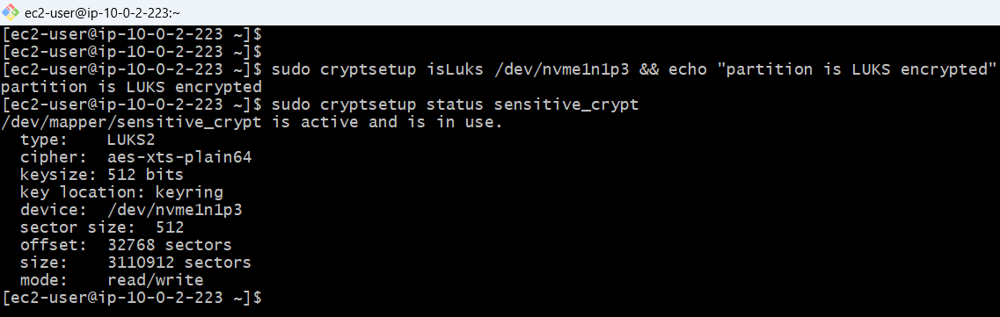 ec2-user@ip-10-0-2-223:~
[ec2-user@ip-10-0-2-223 ~]$
[ec2-user@ip-10-0-2-223 ~]$
[ec2-user@ip-10-0-2-223 ~]$ sudo cryptsetup isLuks /dev/nvme1n1p3 && echo "partition is LUKS encrypted"
partition is LUKS encrypted
[ec2-user@ip-10-0-2-223 ~]$ sudo cryptsetup status sensitive_crypt
/dev/mapper/sensitive_crypt is active and is in use.
  type:    LUKS2
  cipher:  aes-xts-plain64
  keysize: 512 bits
  key location: keyring
  device:  /dev/nvme1n1p3
  sector size:  512
  offset:  32768 sectors
  size:    3110912 sectors
  mode:    read/write
[ec2-user@ip-10-0-2-223 ~]$